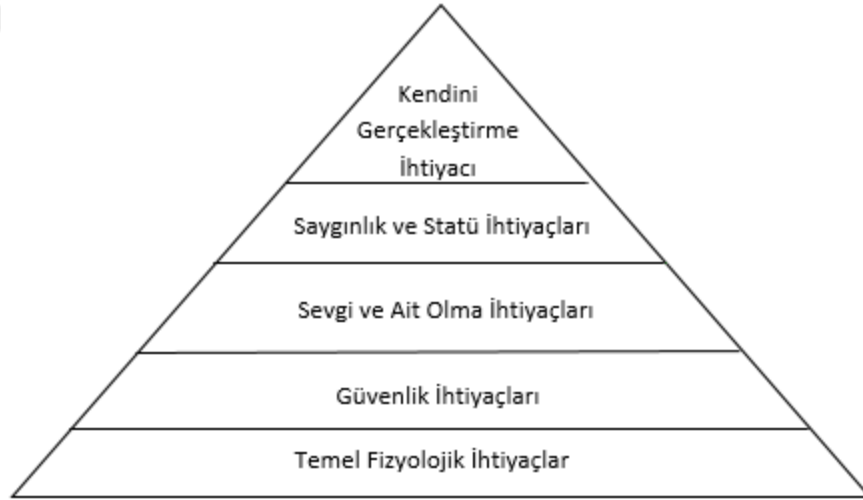 Kendini
Gerçekleştirme
İhtiyacı
Saygınlık ve Statü İhtiyaçları
Sevgi ve Ait Olma İhtiyaçları
Güvenlik İhtiyaçları
Temel Fizyolojik İhtiyaçlar